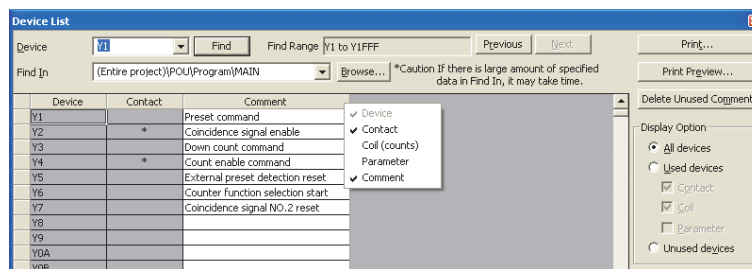 Device List
Device Y1 Find Find Range Y1 to Y1FFF Previous Next Print...
Find In (Entire project)\POU\Program\MAIN Browse... *Caution If there is large amount of specified data in Find In, it may take time. Print Preview...
Delete Unused Comment
Device Contact Comment
Y1 Preset command
Y2 * Coincidence signal enable
Y3 Down count command
Y4 * Count enable command
Y5 External preset detection reset
Y6 Counter function selection start
Y7 Coincidence signal NO.2 reset
Y8
Y9
Y0A
Y0B
Device
Contact
Coil (counts)
Parameter
Comment
Display Option
All devices
Used devices
Contact
Coil
Parameter
Unused devices